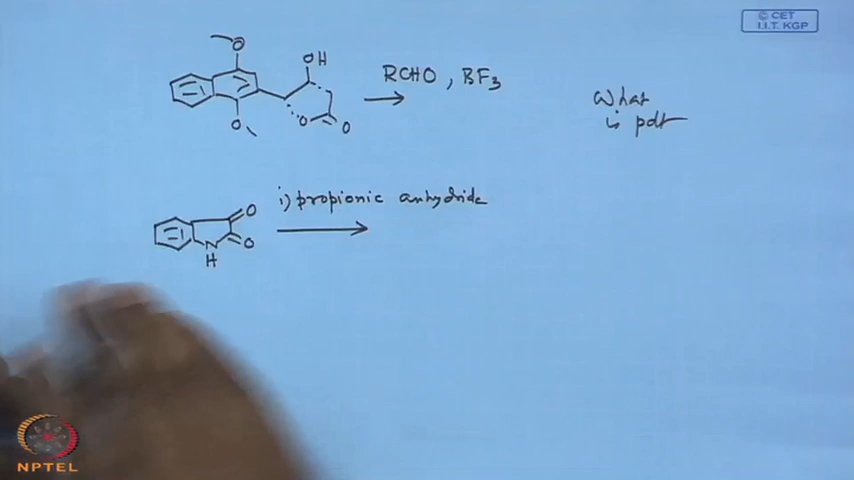 © CET
I.I.T. KGP
OH
RCHO, BF3
What
is pdt
O
O
O
O
i) propionic anhydride
O
O
N
H
NPTEL